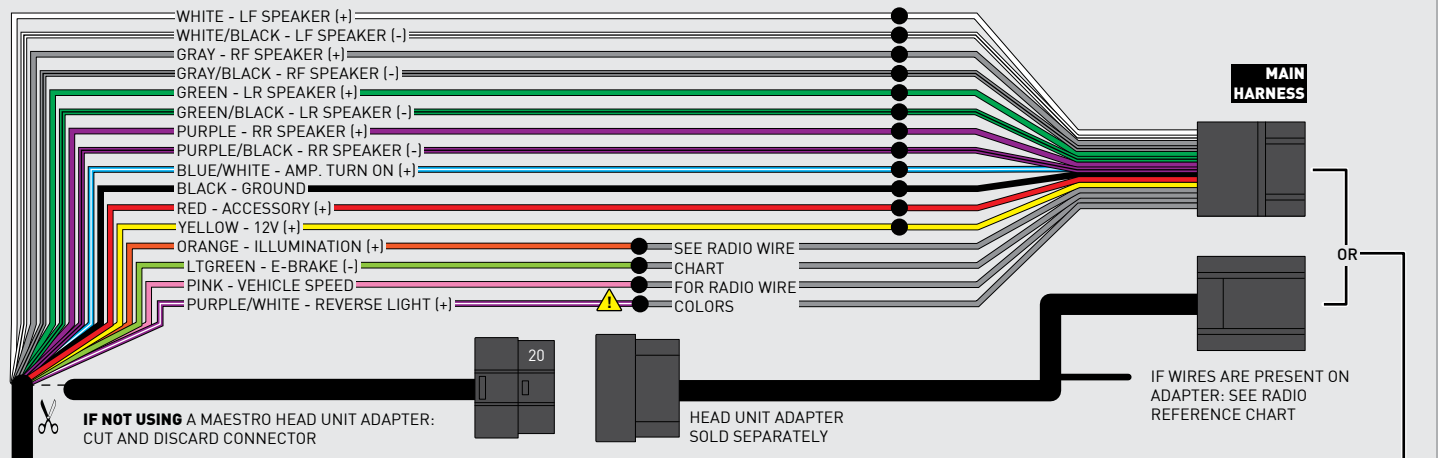 WHITE - LF SPEAKER (+)
WHITE/BLACK - LF SPEAKER (-)
GRAY - RF SPEAKER (+)
GRAY/BLACK - RF SPEAKER (-)
GREEN - LR SPEAKER (+)
GREEN/BLACK - LR SPEAKER (-)
PURPLE - RR SPEAKER (+)
PURPLE/BLACK - RR SPEAKER (-)
BLUE/WHITE - AMP. TURN ON (+)
BLACK - GROUND
RED - ACCESSORY (+)
YELLOW - 12V (+)
ORANGE - ILLUMINATION (+)
LTGREEN - E-BRAKE (-)
PINK - VEHICLE SPEED
PURPLE/WHITE - REVERSE LIGHT (+)
SEE RADIO WIRE
CHART
FOR RADIO WIRE
COLORS
!
MAIN
HARNESS
OR
20
IF NOT USING A MAESTRO HEAD UNIT ADAPTER:
CUT AND DISCARD CONNECTOR
HEAD UNIT ADAPTER
SOLD SEPARATELY
IF WIRES ARE PRESENT ON
ADAPTER: SEE RADIO
REFERENCE CHART